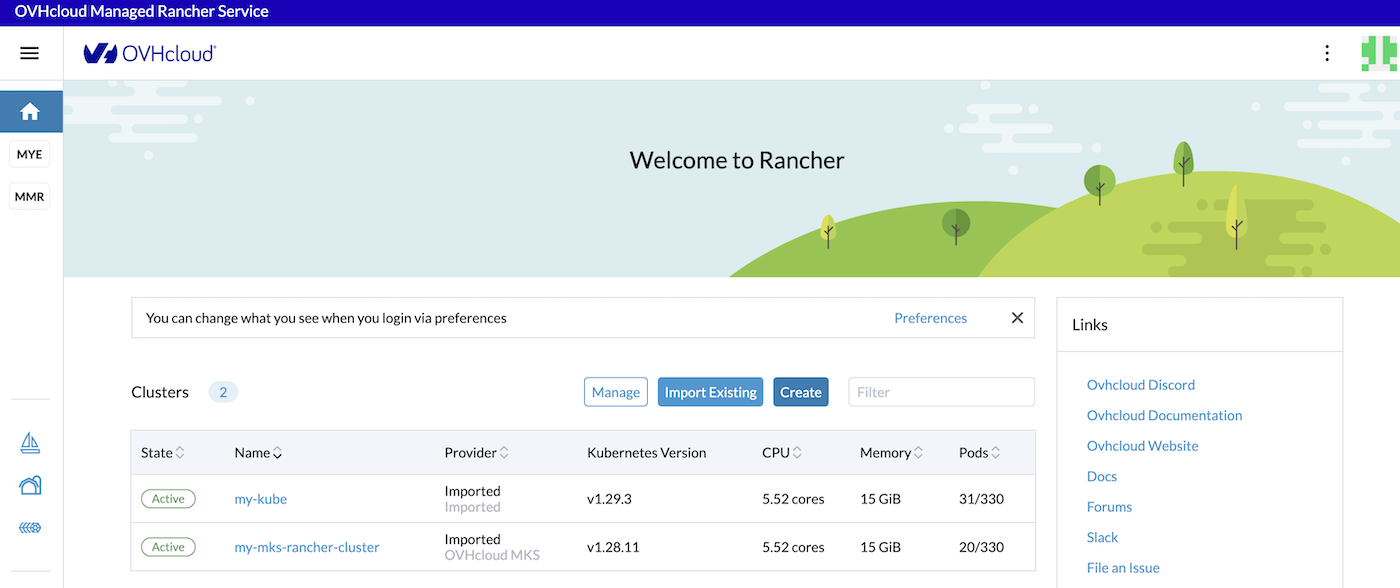 OVHcloud Managed Rancher Service
OVHcloud
MYE
MMR
Welcome to Rancher
You can change what you see when you login via preferences Preferences
Clusters 2 Manage Import Existing Create Filter
State Name Provider Kubernetes Version CPU Memory Pods
Active my-kube Imported v1.29.3 5.52 cores 15 GiB 31/330
Imported
Active my-mks-rancher-cluster Imported v1.28.11 5.52 cores 15 GiB 20/330
OVHcloud MKS
Links
Ovhcloud Discord
Ovhcloud Documentation
Ovhcloud Website
Docs
Forums
Slack
File an Issue